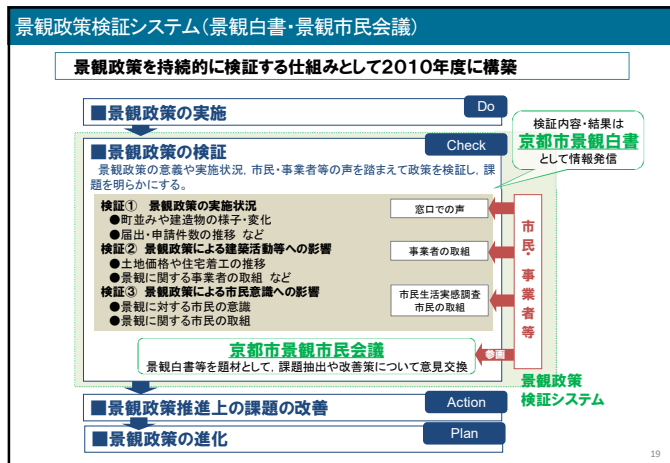 景観政策検証システム(景観白書・景観市民会議)
景観政策を持続的に検証する仕組みとして2010年度に構築
■景観政策の実施
Do
検証内容・結果は
京都市景観白書
として情報発信
■景観政策の検証
Check
景観政策の意義や実施状況，市民・事業者等の声を踏まえて政策を検証し，課
題を明らかにする。
検証① 景観政策の実施状況
●町並みや建造物の様子・変化
●届出・申請件数の推移 など
検証② 景観政策による建築活動等への影響
●土地価格や住宅着工の推移
●景観に関する事業者の取組 など
検証③ 景観政策による市民意識への影響
●景観に対する市民の意識
●景観に関する市民の取組
窓口での声
事業者の取組
市民生活実感調査
市民の取組
市民・事業者等
京都市景観市民会議
景観白書等を題材として，課題抽出や改善策について意見交換
参画
景観政策
検証システム
■景観政策推進上の課題の改善
Action
■景観政策の進化
Plan
19